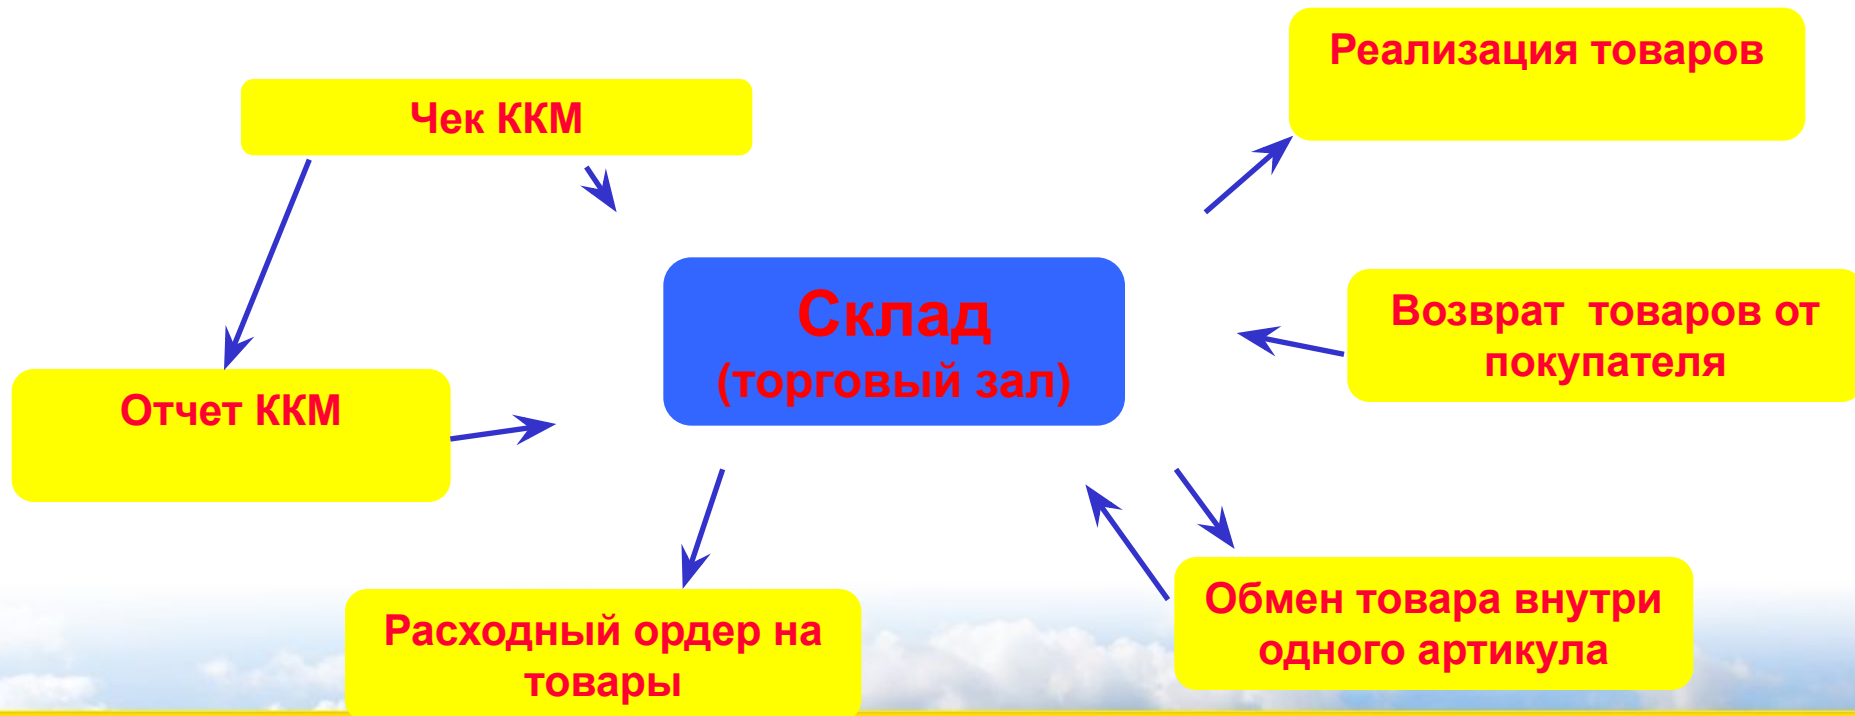 Реализация товаров
Чек ККМ
Склад
(торговый зал)
Возврат товаров от
покупателя
Отчет ККМ
Обмен товара внутри
одного артикула
Расходный ордер на
товары